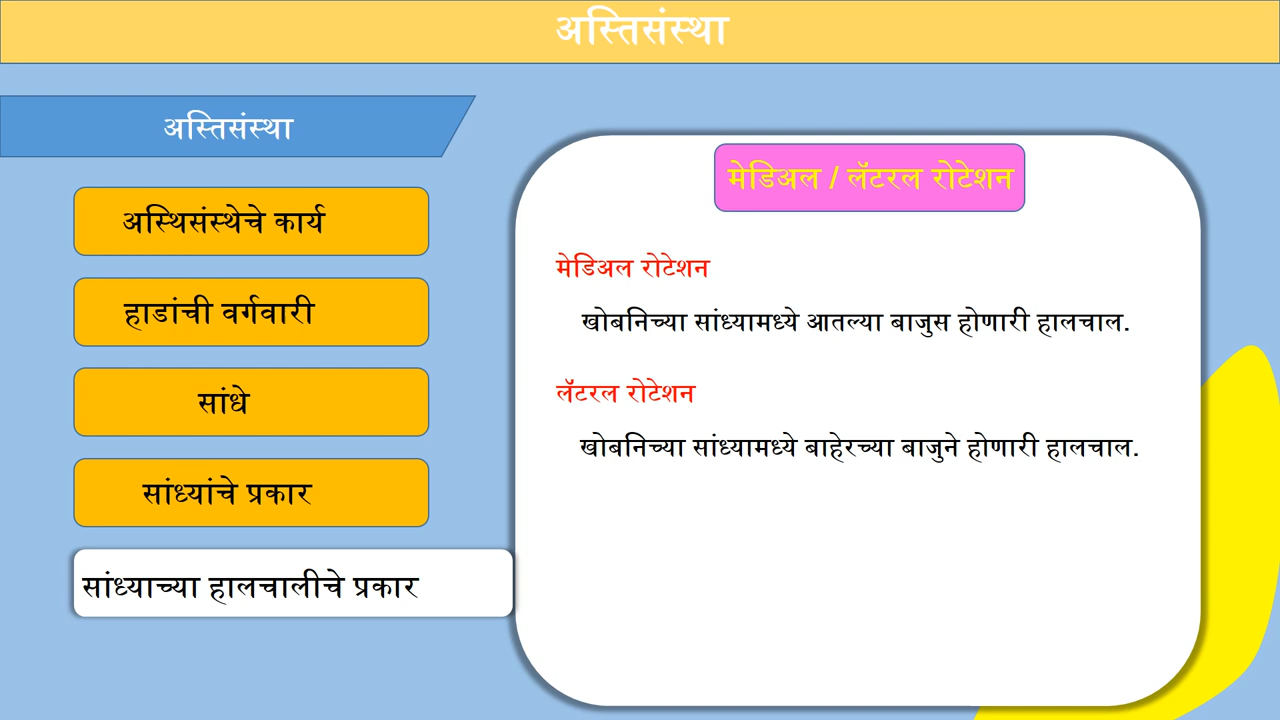 अस्तिसंस्था
अस्तिसंस्था
अस्थिसंस्थेचे कार्य
हाडांची वर्गवारी
सांधे
सांध्यांचे प्रकार
सांध्याच्या हालचालीचे प्रकार
मेडिअल / लॅटरल रोटेशन
मेडिअल रोटेशन
खोबनिच्या सांध्यामध्ये आतल्या बाजुस होणारी हालचाल.
लॅटरल रोटेशन
खोबनिच्या सांध्यामध्ये बाहेरच्या बाजुने होणारी हालचाल.